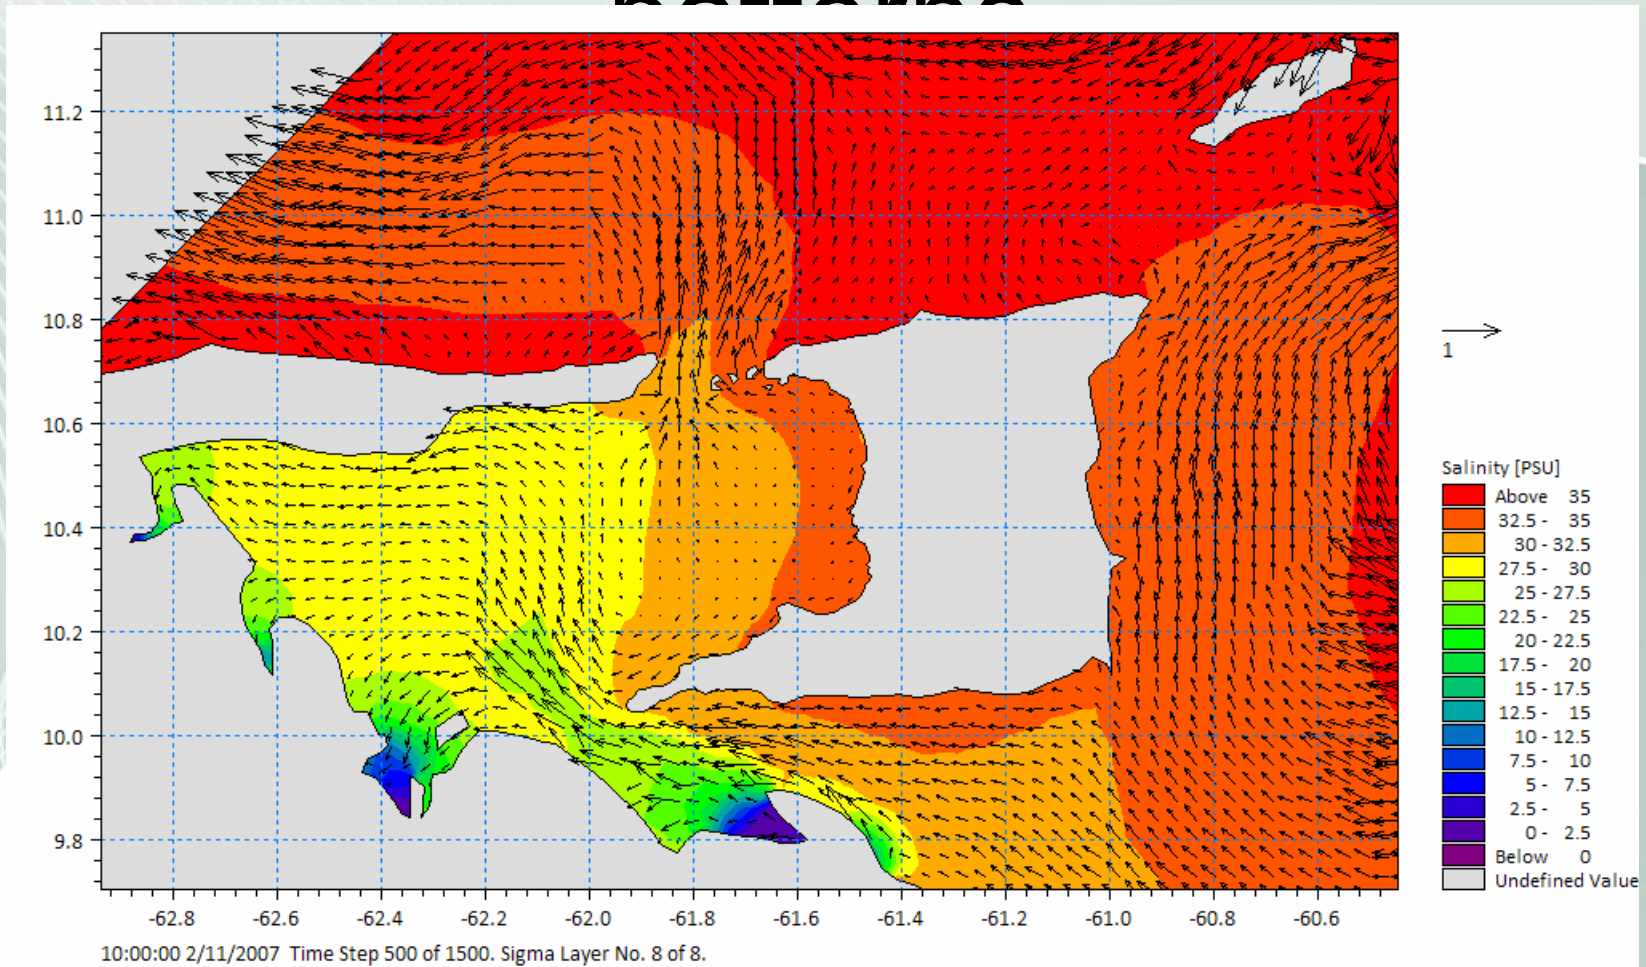 11.2
11.0
10.8
10.6
10.4
10.2
10.0
9.8
-62.8 -62.6 -62.4 -62.2 -62.0 -61.8 -61.6 -61.4 -61.2 -61.0 -60.8 -60.6
10:00:00 2/11/2007 Time Step 500 of 1500. Sigma Layer No. 8 of 8.
1
Salinity [PSU]
Above 35
32.5 - 35
30 - 32.5
27.5 - 30
25 - 27.5
22.5 - 25
20 - 22.5
17.5 - 20
15 - 17.5
12.5 - 15
10 - 12.5
7.5 - 10
5 - 7.5
2.5 - 5
0 - 2.5
Below 0
Undefined Value